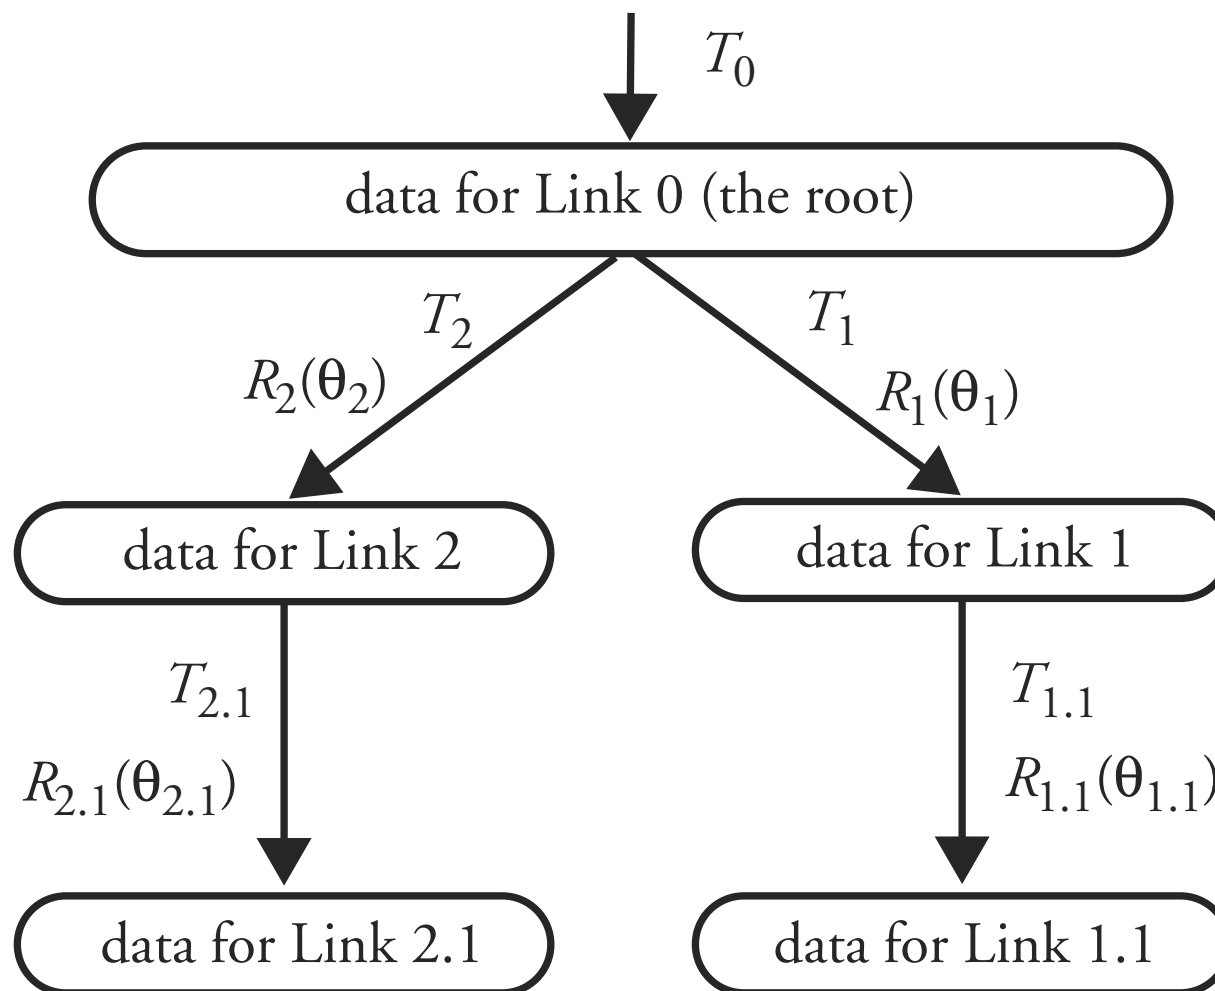 T0
data for Link 0 (the root)
T2
T1
R2(θ2)
R1(θ1)
data for Link 2
data for Link 1
T2.1
T1.1
R2.1(θ2.1)
R1.1(θ1.1)
data for Link 2.1
data for Link 1.1